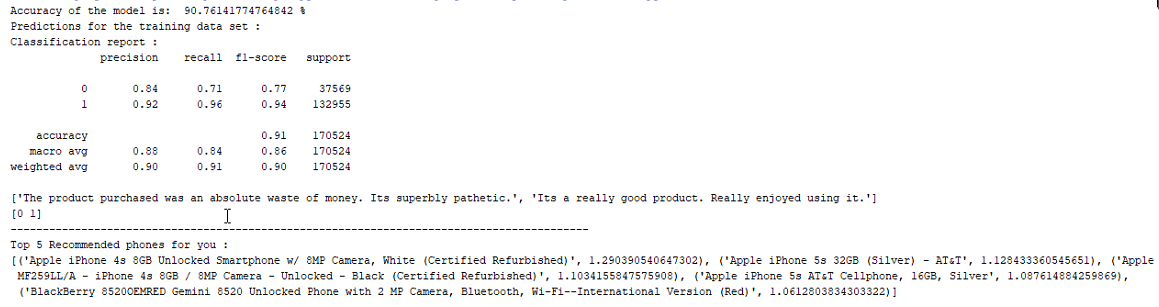 Accuracy of the model is:  90.76141774764842 %
Predictions for the training data set :
Classification report :
precision    recall  f1-score   support
0       0.84      0.71      0.77     37569
1       0.92      0.96      0.94    132955
accuracy                           0.91    170524
macro avg       0.88      0.84      0.86    170524
weighted avg       0.90      0.91      0.90    170524
['The product purchased was an absolute waste of money. Its superbly pathetic.', 'Its a really good product. Really enjoyed using it.']
[0 1]
--------------------------------------------------------------------------------------
Top 5 Recommended phones for you :
[('Apple iPhone 4s 8GB Unlocked Smartphone w/ 8MP Camera, White (Certified Refurbished)', 1.290390540647302), ('Apple iPhone 5s 32GB (Silver) - AT&T', 1.128433360545651), ('Apple
MF259LL/A - iPhone 4s 8GB / 8MP Camera - Unlocked - Black (Certified Refurbished)', 1.1034155847575908), ('Apple iPhone 5s AT&T Cellphone, 16GB, Silver', 1.087614884259869),
('BlackBerry 8520OEMRED Gemini 8520 Unlocked Phone with 2 MP Camera, Bluetooth, Wi-Fi--International Version (Red)', 1.0612803834303322)]